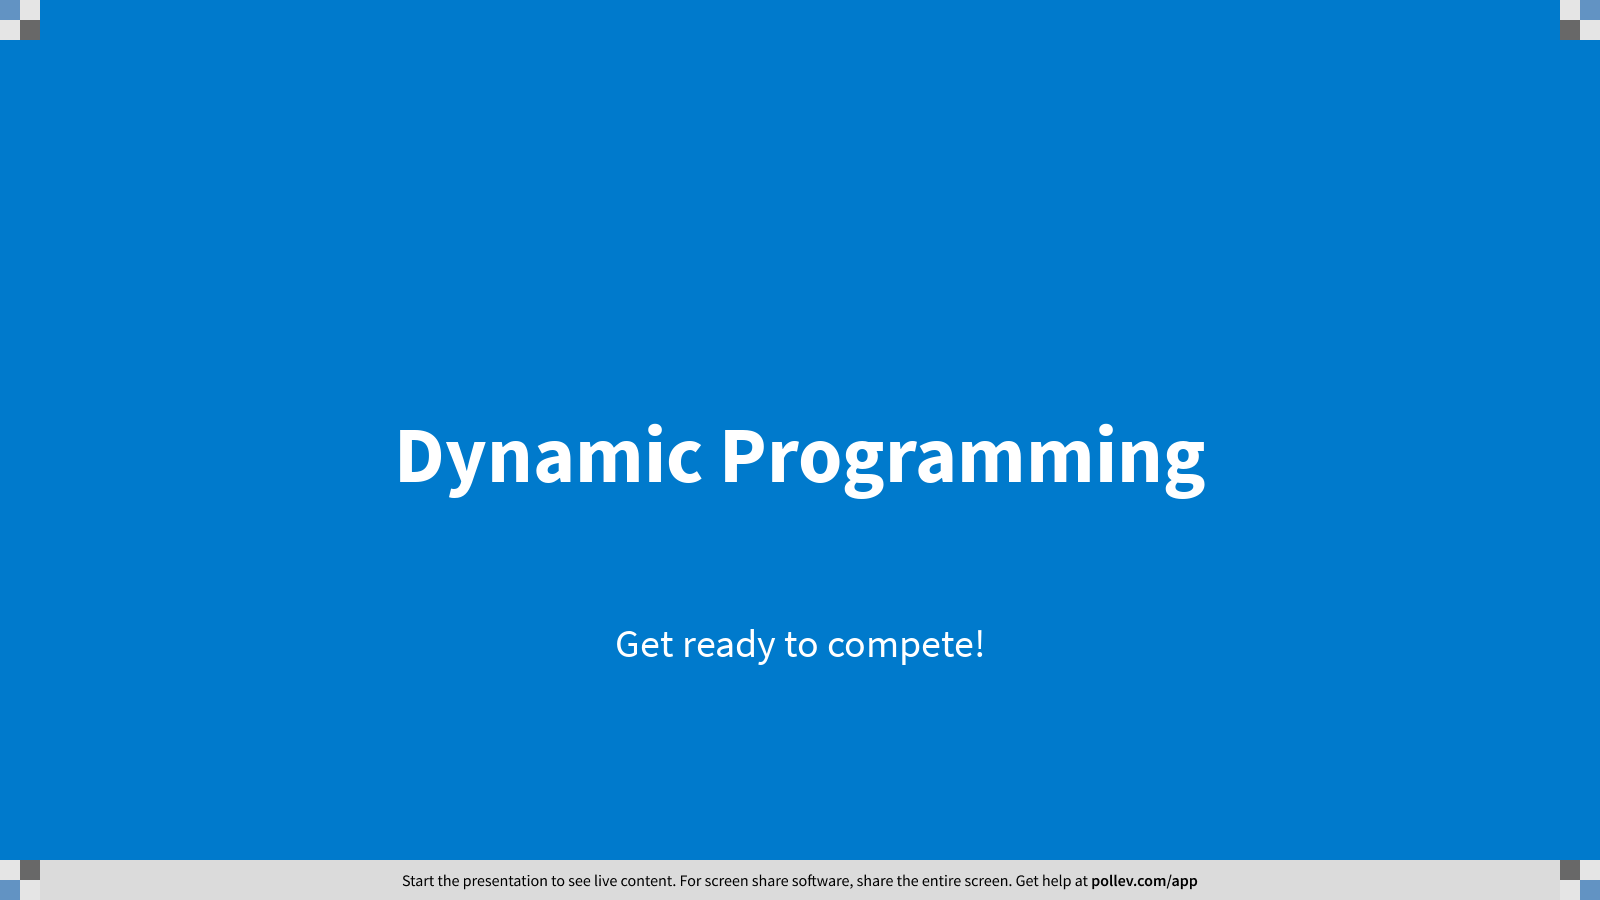 Dynamic Programming
Get ready to compete!
Start the presentation to see live content. For screen share software, share the entire screen. Get help at pollev.com/app